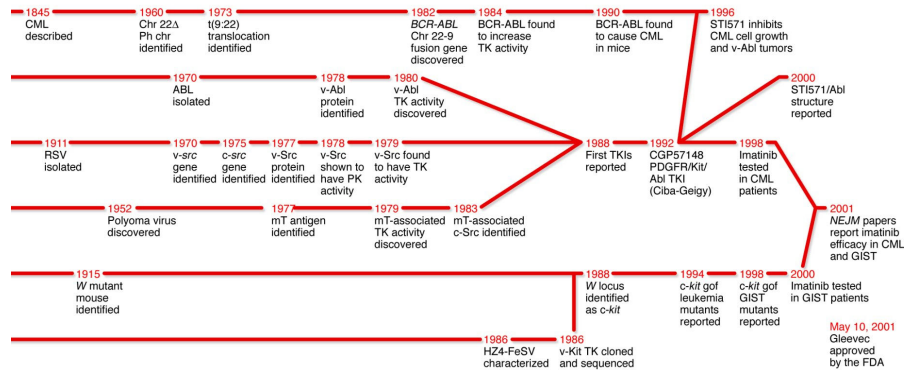 1845
CML
described
1960
Chr 22Δ
Ph chr
identified
1973
t(9:22)
translocation
identified
1982
BCR-ABL
Chr 22-9
fusion gene
discovered
1984
BCR-ABL found
to increase
TK activity
1990
BCR-ABL found
to cause CML
in mice
1996
STI571 inhibits
CML cell growth
and v-Abl tumors
1970
ABL
isolated
1978
v-Abl
protein
identified
1980
v-Abl
TK activity
discovered
2000
STI571/Abl
structure
reported
1911
RSV
isolated
1970
v-src
gene
identified
1975
c-src
gene
identified
1977
v-Src
protein
identified
1978
v-Src
shown to
have PK
activity
1979
v-Src found
to have TK
activity
1988
First TKIs
reported
1992
CGP57148
PDGFR/Kit/
Abl TKI
(Ciba-Geigy)
1998
Imatinib
tested
in CML
patients
1952
Polyoma virus
discovered
1977
mT antigen
identified
1979
mT-associated
TK activity
discovered
1983
mT-associated
c-Src identified
2001
NEJM papers
report imatinib
efficacy in CML
and GIST
1915
W mutant
mouse
identified
1988
W locus
identified
as c-kit
1994
c-kit gof
leukemia
mutants
reported
1998
c-kit gof
GIST
mutants
reported
2000
Imatinib tested
in GIST patients
1986
HZ4-FeSV
characterized
1986
v-Kit TK cloned
and sequenced
May 10, 2001
Gleevec
approved
by the FDA